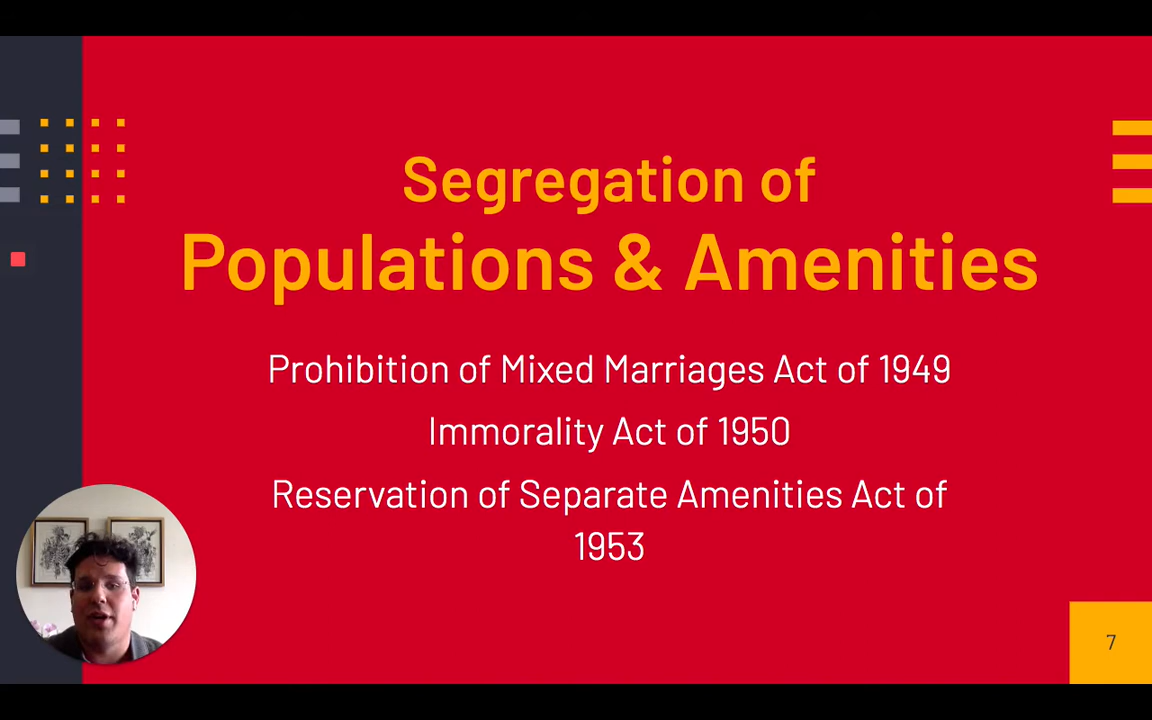 Segregation of
Populations & Amenities
Prohibition of Mixed Marriages Act of 1949
Immorality Act of 1950
Reservation of Separate Amenities Act of
1953
7